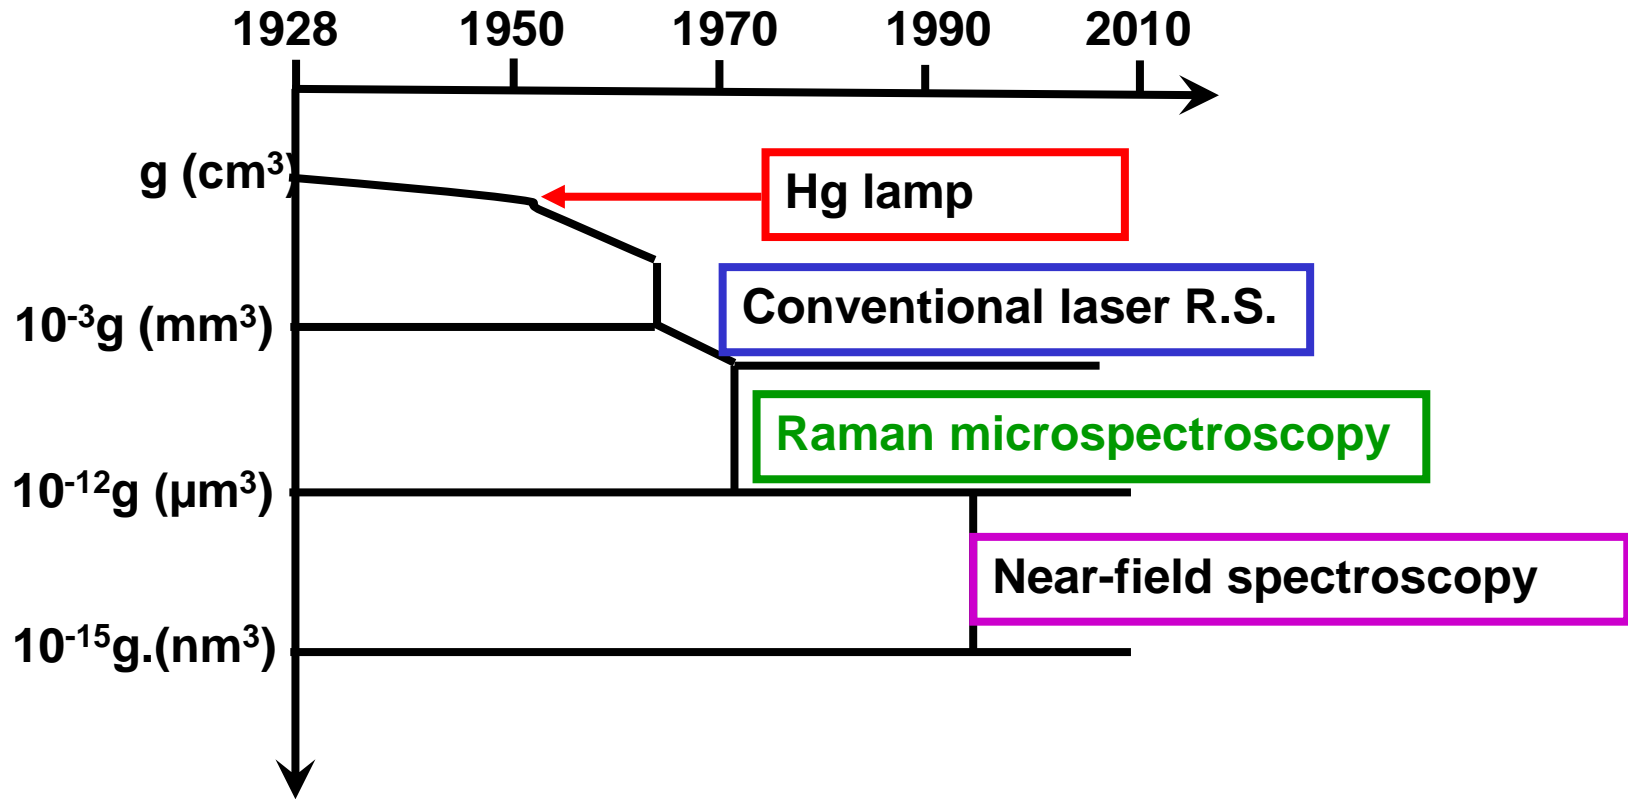 1928 1950 1970 1990 2010
g (cm³)
Hg lamp
10⁻³g (mm³)
Conventional laser R.S.
Raman microspectroscopy
10⁻¹²g (µm³)
Near-field spectroscopy
10⁻¹⁵g.(nm³)